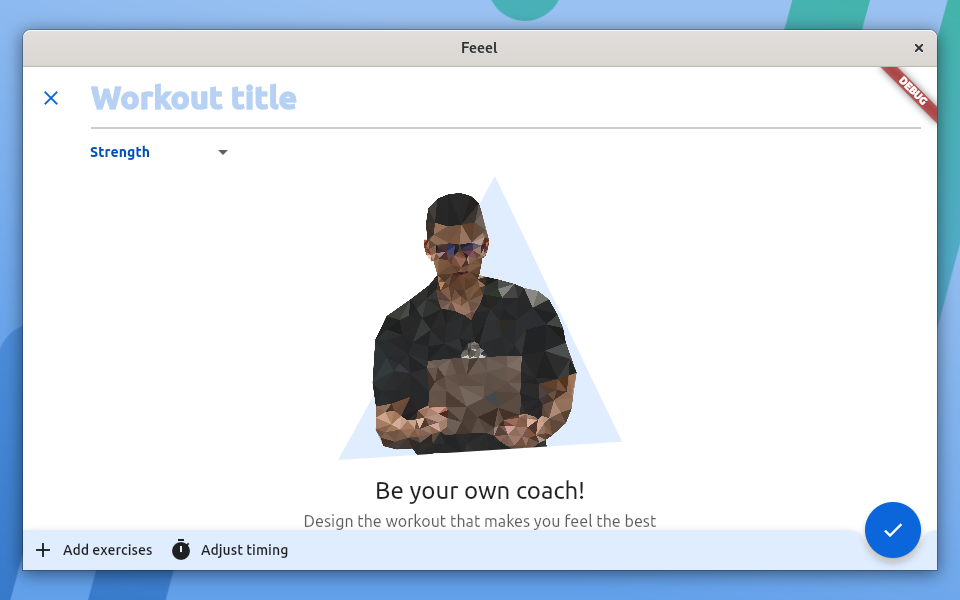 Feeel
Workout title
DEBUG
Strength
Be your own coach!
Design the workout that makes you feel the best
Add exercises
Adjust timing